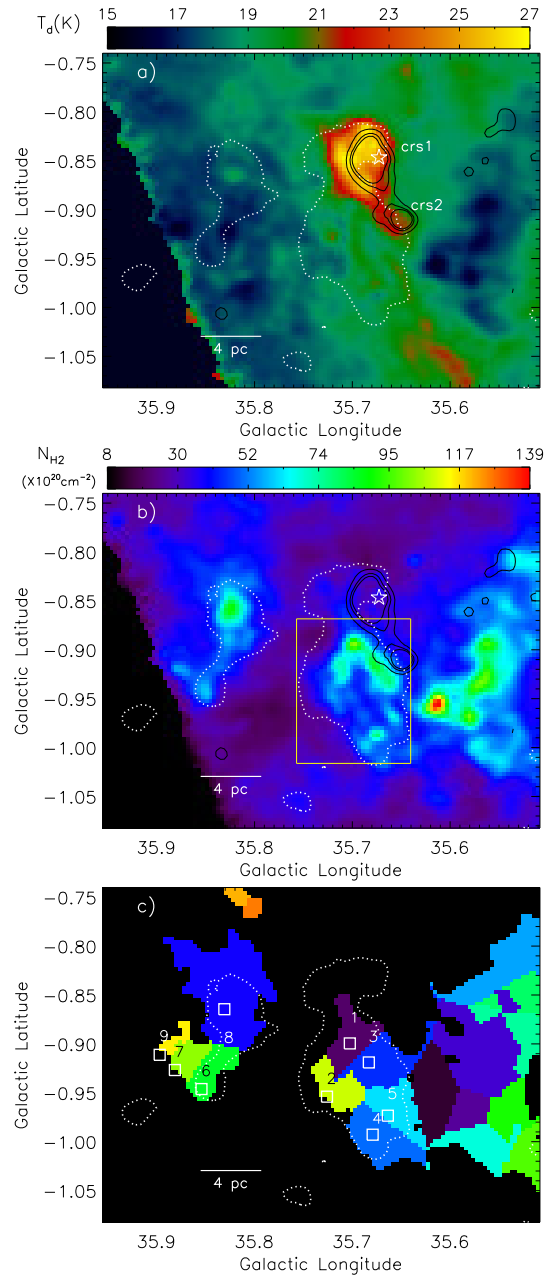 T_d(K) 15 17 19 21 23 25 27
a)
crs1
crs2
4 pc
-0.75
-0.80
-0.85
-0.90
-0.95
-1.00
-1.05
Galactic Latitude
35.9 35.8 35.7 35.6
Galactic Longitude
N_H2 8 30 52 74 95 117 139
(X10^20cm^-2)
b)
4 pc
-0.75
-0.80
-0.85
-0.90
-0.95
-1.00
-1.05
Galactic Latitude
35.9 35.8 35.7 35.6
Galactic Longitude
c)
1
9
3
7
8
6
2
5
4
4 pc
-0.75
-0.80
-0.85
-0.90
-0.95
-1.00
-1.05
Galactic Latitude
35.9 35.8 35.7 35.6
Galactic Longitude